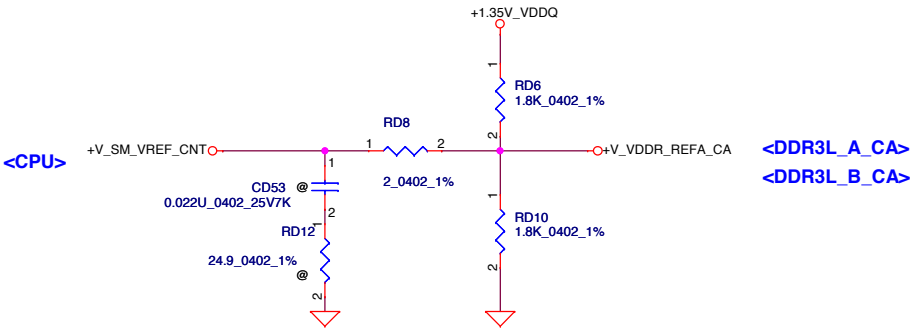 +1.35V_VDDQ
1
RD6
1.8K_0402_1%
2
RD8
<CPU>
+V_SM_VREF_CNT
1
2
+V_VDDR_REFA_CA
<DDR3L_A_CA>
<DDR3L_B_CA>
2_0402_1%
1
CD53
@
0.022U_0402_25V7K
2
1
RD12
24.9_0402_1%
@
2
1
RD10
1.8K_0402_1%
2